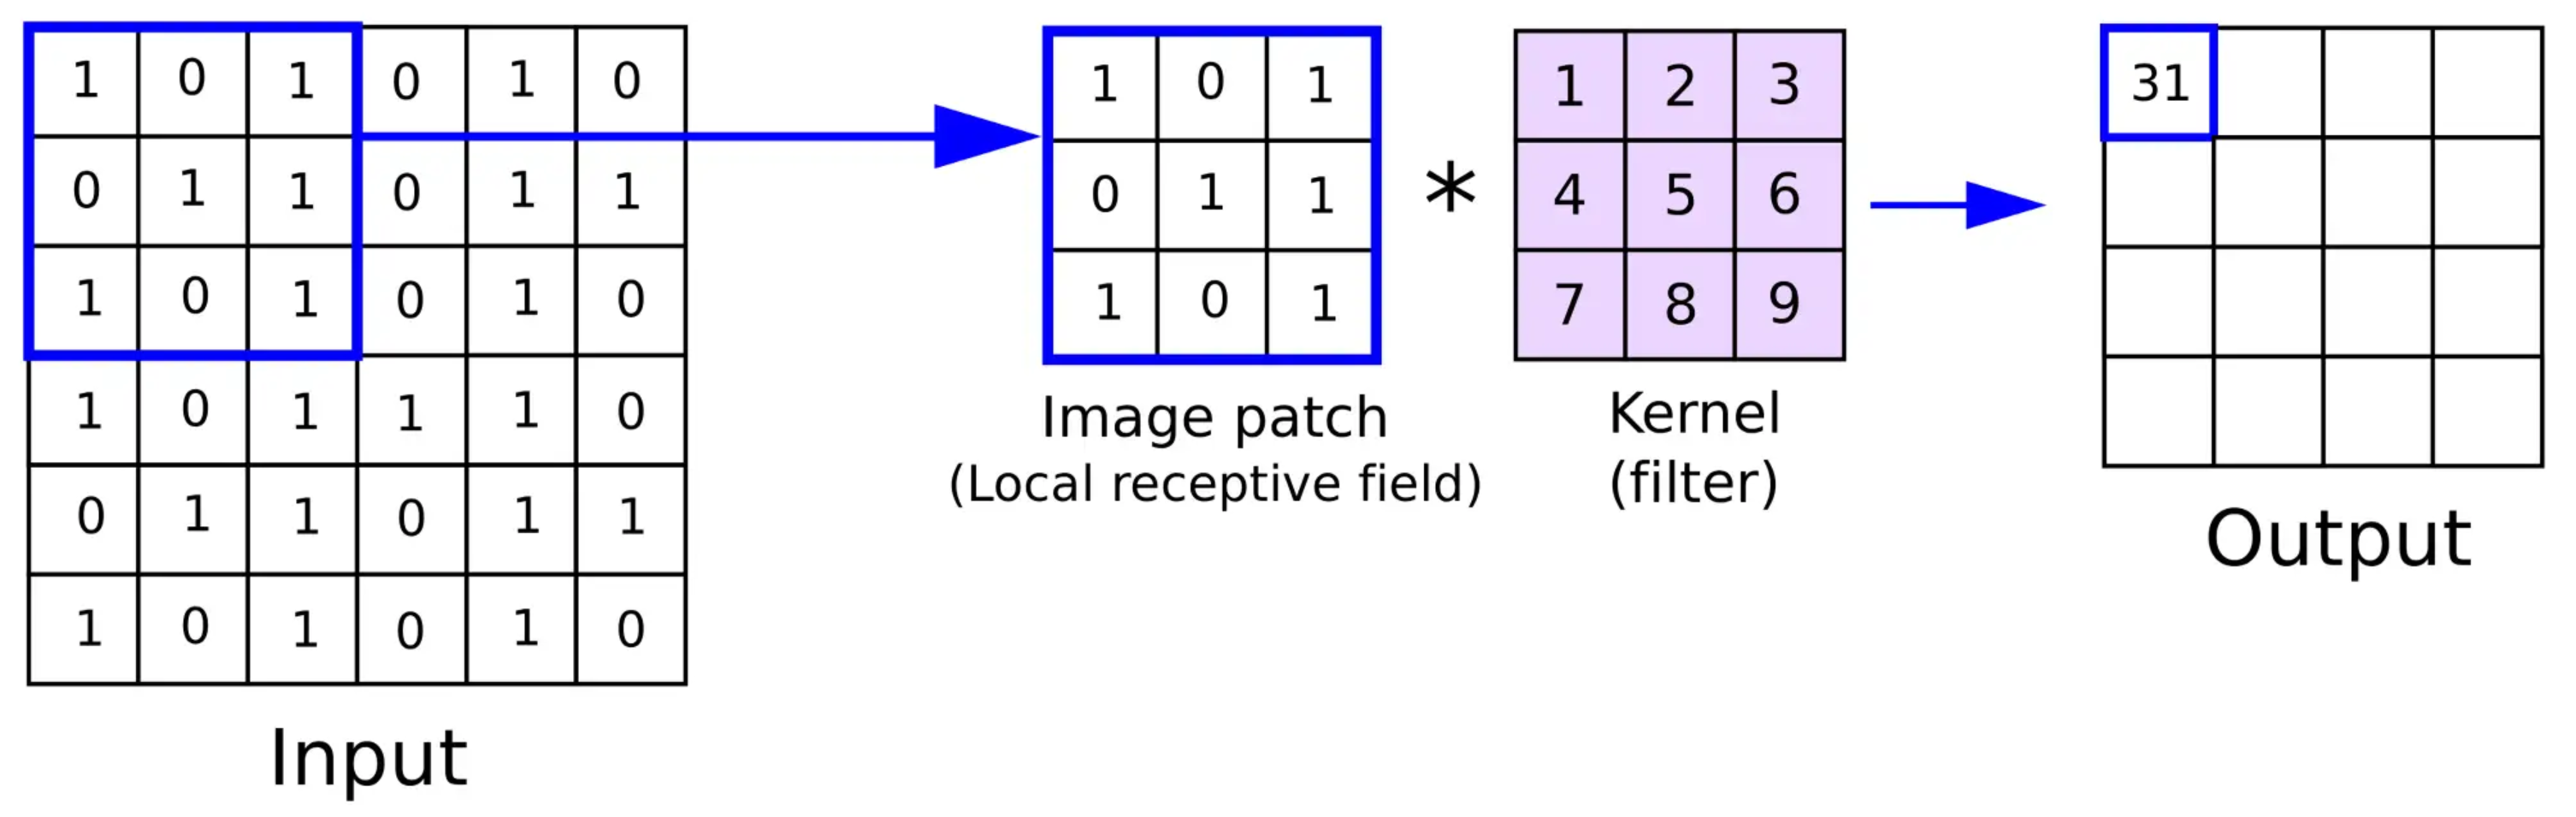 1 0 1 0 1 0
0 1 1 0 1 1
1 0 1 0 1 0
1 0 1 1 1 0
0 1 1 0 1 1
1 0 1 0 1 0
Input
1 0 1
0 1 1
1 0 1
Image patch
(Local receptive field)
*
1 2 3
4 5 6
7 8 9
Kernel
(filter)
31
Output